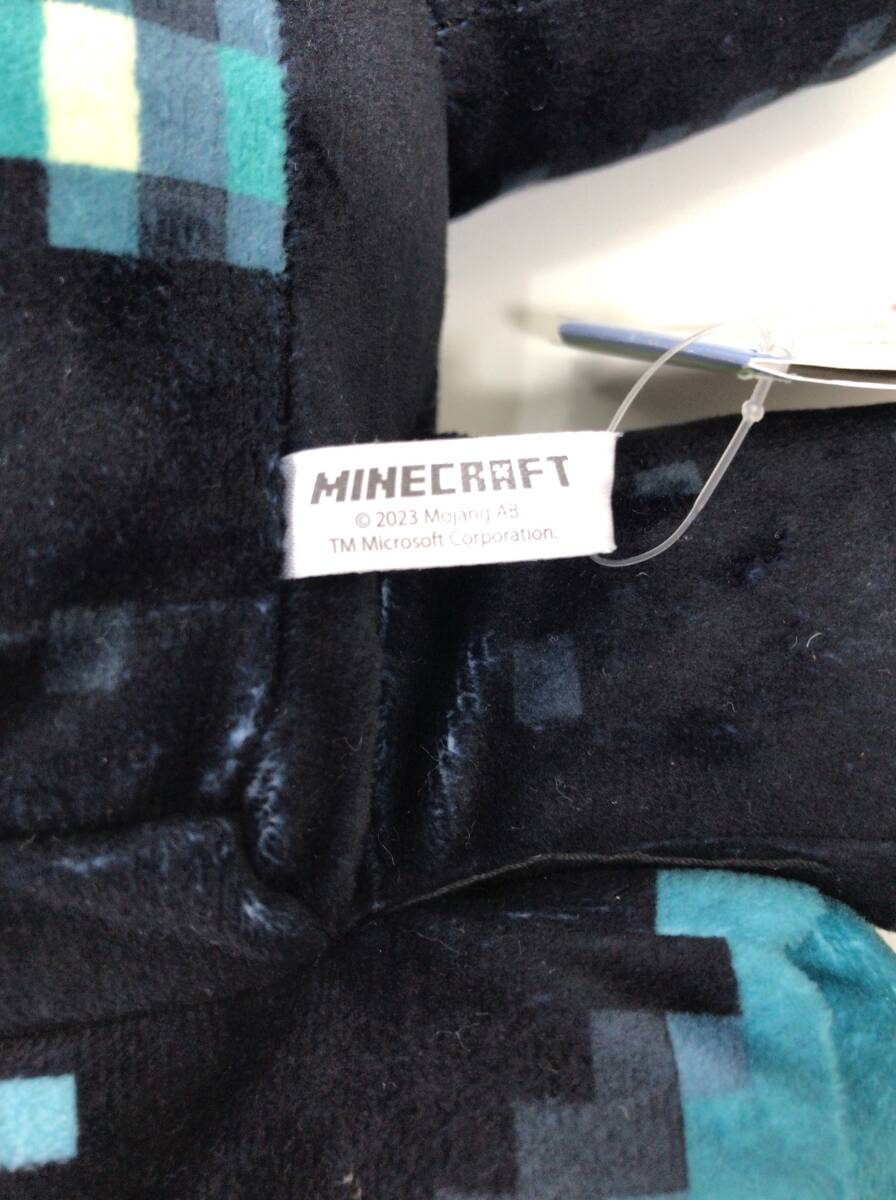 MINECRAFT
© 2023 Mojang AB
TM Microsoft Corporation.